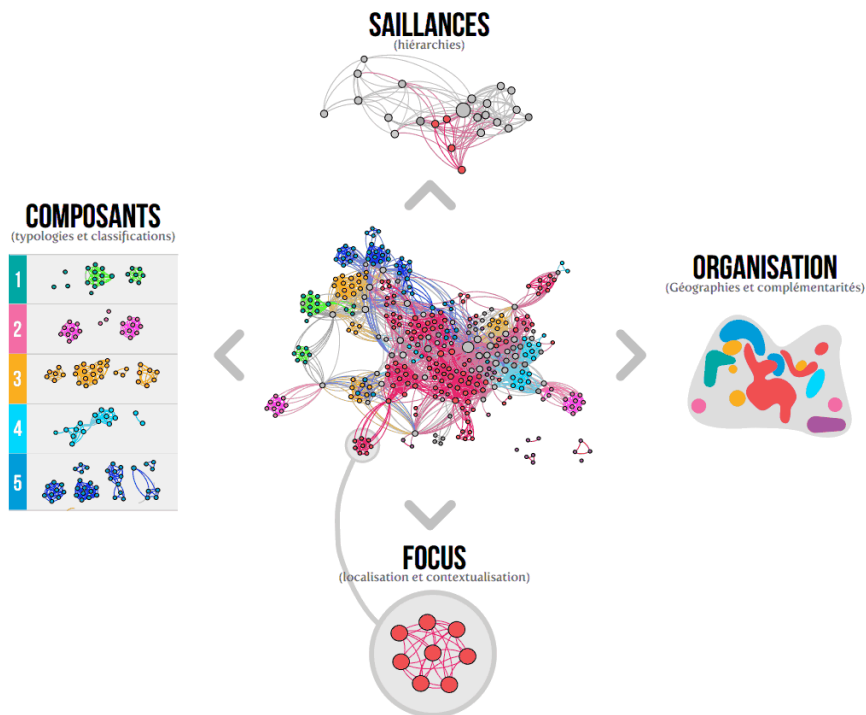 SAILLANCES
(hiérarchies)
COMPOSANTS
(typologies et classifications)
1
2
3
4
5
ORGANISATION
(Géographies et complémentarités)
FOCUS
(localisation et contextualisation)